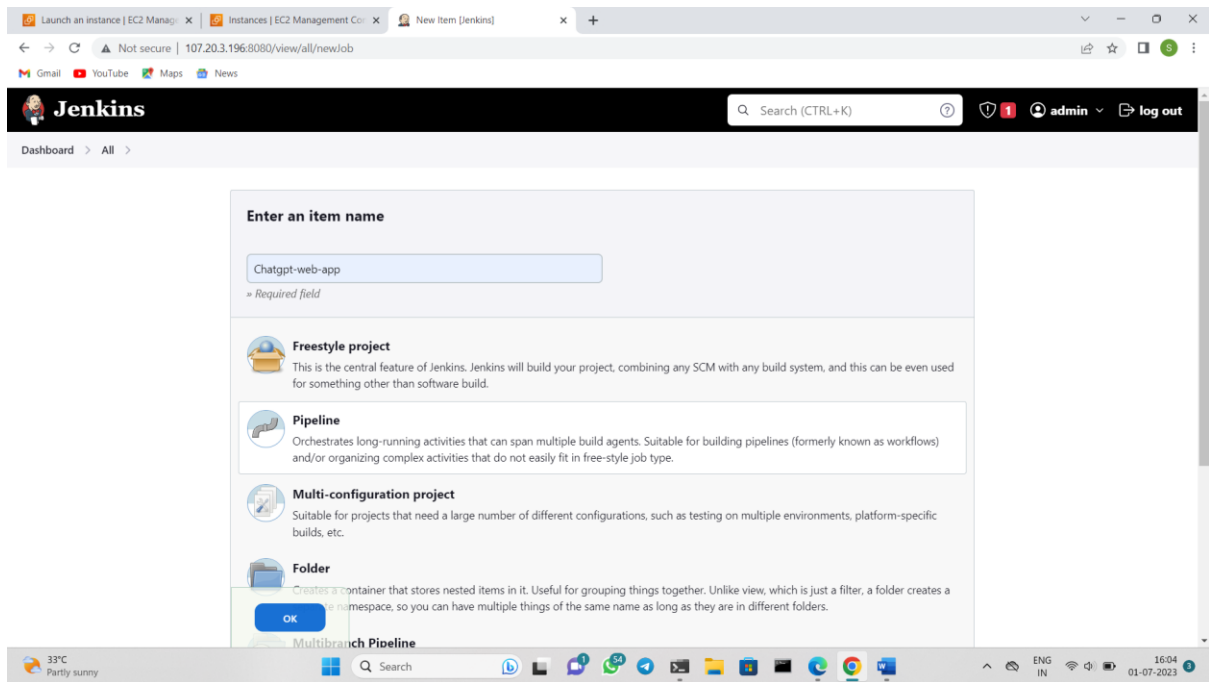 Launch an instance | EC2 Manag
Instances | EC2 Management Con
New Item [Jenkins]
Not secure | 107.20.3.196:8080/view/all/newJob
S
Gmail YouTube Maps News
Jenkins
Search (CTRL+K)
1
admin
log out
Dashboard > All >
Enter an item name
Chatgpt-web-app
» Required field
Freestyle project
This is the central feature of Jenkins. Jenkins will build your project, combining any SCM with any build system, and this can be even used
for something other than software build.
Pipeline
Orchestrates long-running activities that can span multiple build agents. Suitable for building pipelines (formerly known as workflows)
and/or organizing complex activities that do not easily fit in free-style job type.
Multi-configuration project
Suitable for projects that need a large number of different configurations, such as testing on multiple environments, platform-specific
builds, etc.
Folder
Creates a container that stores nested items in it. Useful for grouping things together. Unlike view, which is just a filter, a folder creates a
namespace, so you can have multiple things of the same name as long as they are in different folders.
OK
Multibranch Pipeline
33°C
Partly sunny
Search
1
54
ENG
IN
16:04
01-07-2023
3